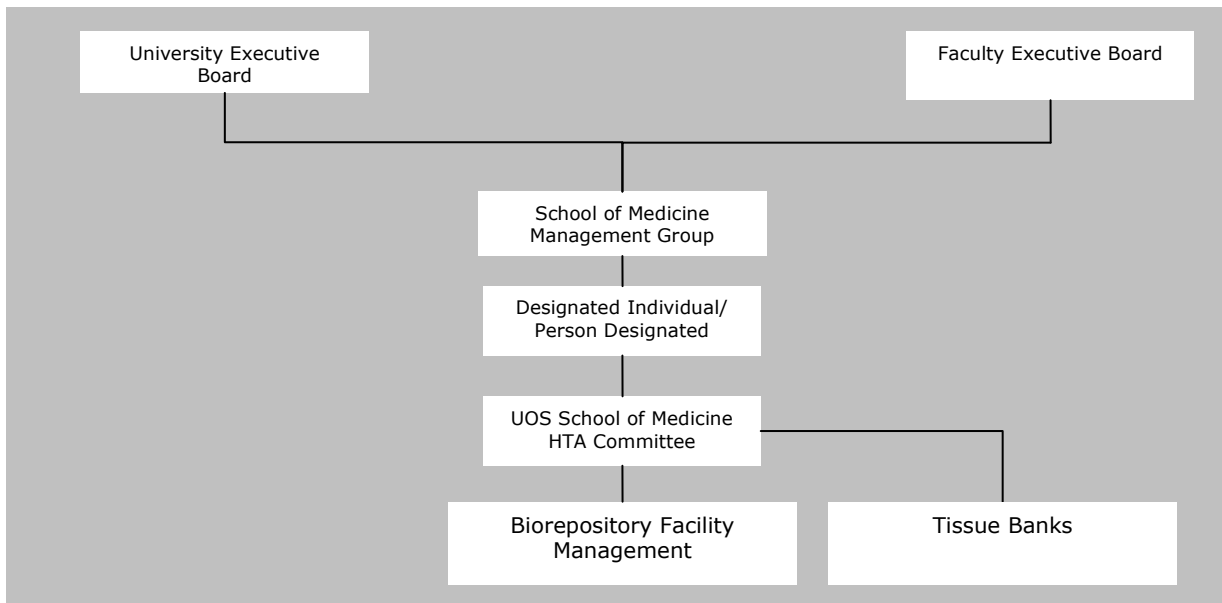 University Executive
Board
Faculty Executive Board
School of Medicine
Management Group
Designated Individual/
Person Designated
UOS School of Medicine
HTA Committee
Biorepository Facility
Management
Tissue Banks